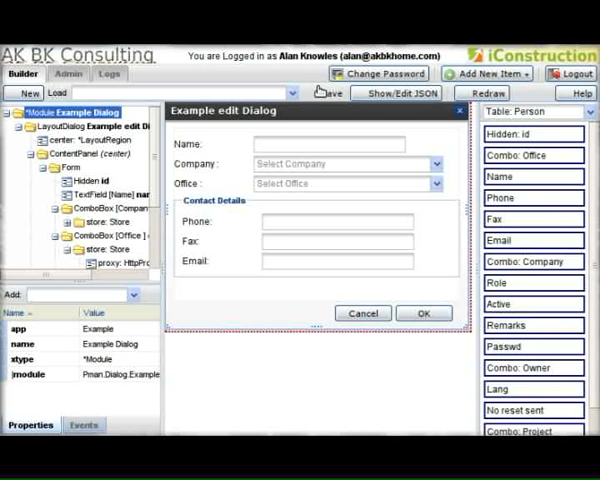 AK BK Consulting
You are Logged in as Alan Knowles (alan@akbkhome.com)
iConstruction
Builder Admin Logs
Change Password Add New Item Logout
New Load ave Show/Edit JSON Redraw Help
*Module Example Dialog
LayoutDialog Example edit Di
center: *LayoutRegion
ContentPanel (center)
Form
Hidden id
TextField [Name] nar
ComboBox [Compan
store: Store
ComboBox [Office ]
store: Store
proxy: HttpPro
Add:
Name Value
app Example
name Example Dialog
xtype *Module
|module Pman.Dialog.Example
Properties Events
Example edit Dialog
Name:
Company: Select Company
Office : Select Office
Contact Details
Phone:
Fax:
Email:
Cancel OK
Table: Person
Hidden: id
Combo: Office
Name
Phone
Fax
Email
Combo: Company
Role
Active
Remarks
Passwd
Combo: Owner
Lang
No reset sent
Combo: Project